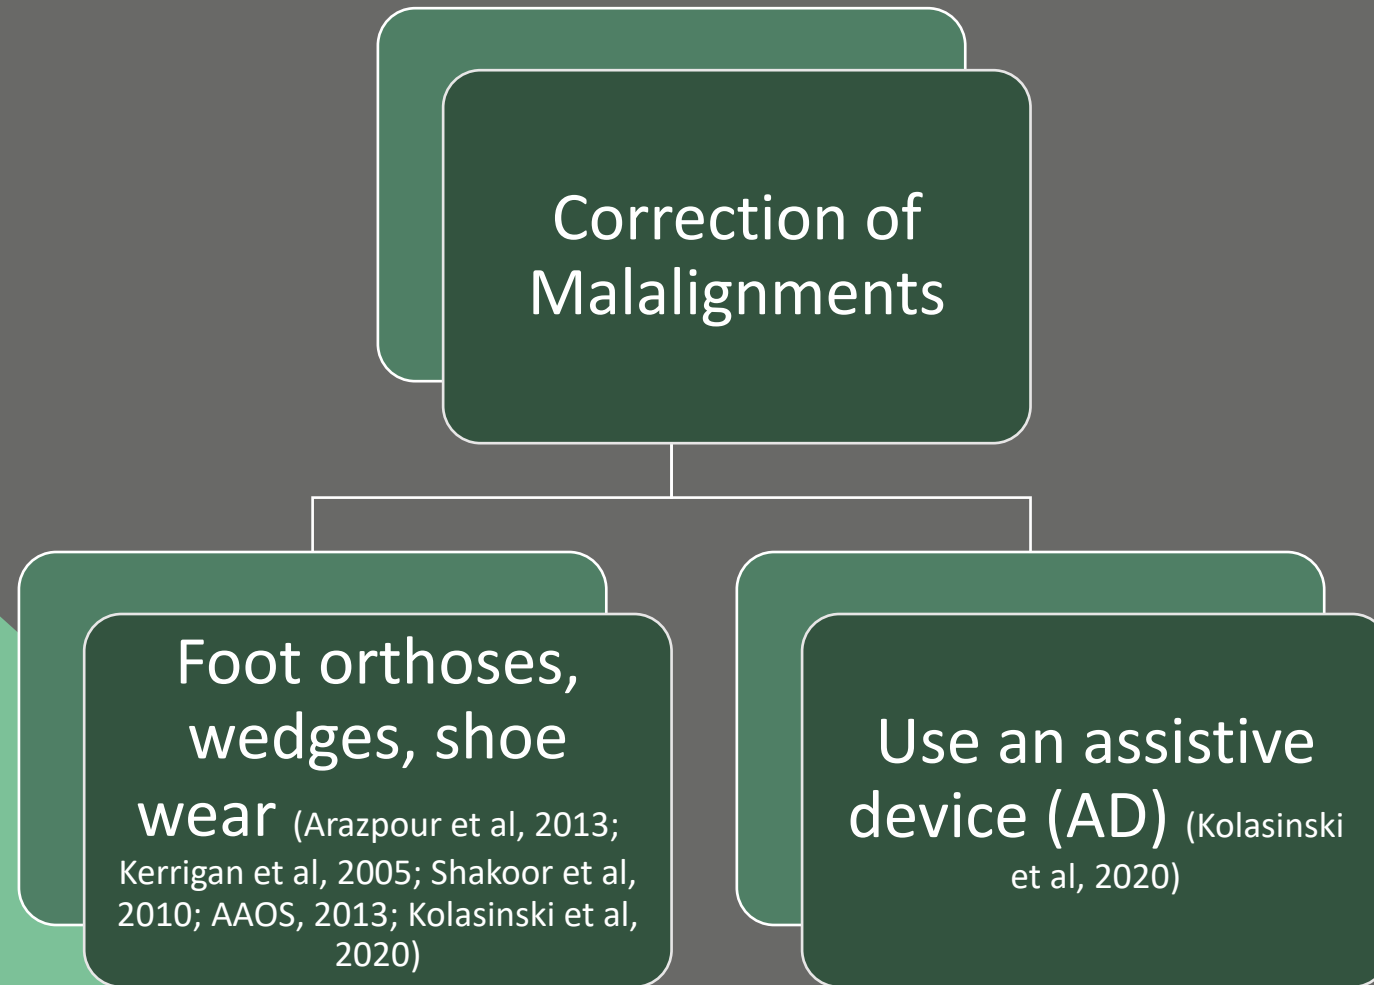 Correction of
Malalignments
Foot orthoses,
wedges, shoe
wear (Arazpour et al, 2013;
Kerrigan et al, 2005; Shakoor et al,
2010; AAOS, 2013; Kolasinski et al,
2020)
Use an assistive
device (AD) (Kolasinski
et al, 2020)